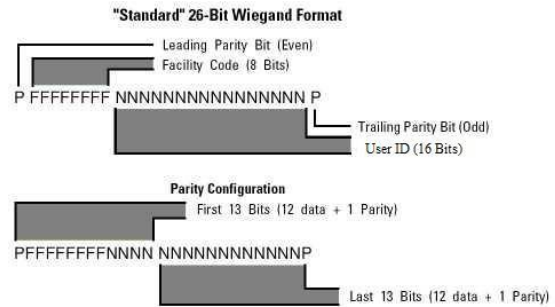 "Standard" 26-Bit Wiegand Format
Leading Parity Bit (Even)
Facility Code (8 Bits)
P FFFFFFFF NNNNNNNNNNNNNNNN P
Trailing Parity Bit (Odd)
User ID (16 Bits)
Parity Configuration
First 13 Bits (12 data + 1 Parity)
PFFFFFFFFNNNN NNNNNNNNNNNNP
Last 13 Bits (12 data + 1 Parity)